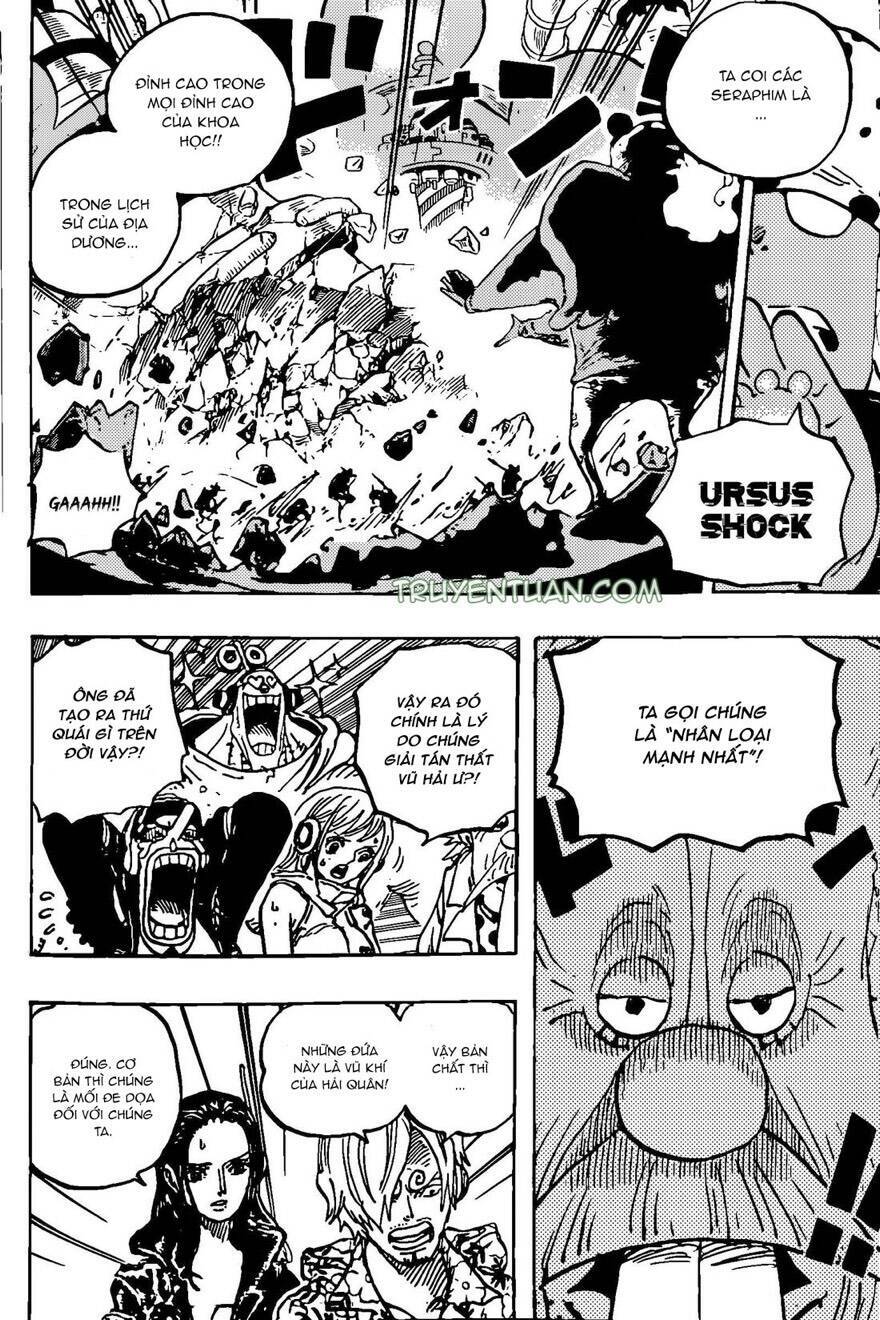 TA COI CÁC
SERAPHIM LÀ
...
ĐỈNH CAO TRONG
MỌI ĐỈNH CAO
CỦA KHOA
HỌC!!
TRONG LỊCH
SỬ CỦA ĐỊA
DƯƠNG...
ドォン
URSUS
SHOCK
GAAAHH!!
TRUYENTUAN.COM
TA GỌI CHÚNG
LÀ "NHÂN LOẠI
MẠNH NHẤT"!
VẬY RA ĐÓ
CHÍNH LÀ LÝ
DO CHÚNG
GIẢI TÁN THẤT
VŨ HẢI Ư?!
ÔNG ĐÃ
TẠO RA THỨ
QUÁI GÌ TRÊN
ĐỜI VẬY?!
!!
VẬY BẢN
CHẤT THÌ
...
NHỮNG ĐỨA
NÀY LÀ VŨ KHÍ
CỦA HẢI QUÂN!
ĐÚNG. CƠ
BẢN THÌ CHÚNG
LÀ MỐI ĐE DỌA
ĐỐI VỚI CHÚNG
TA.